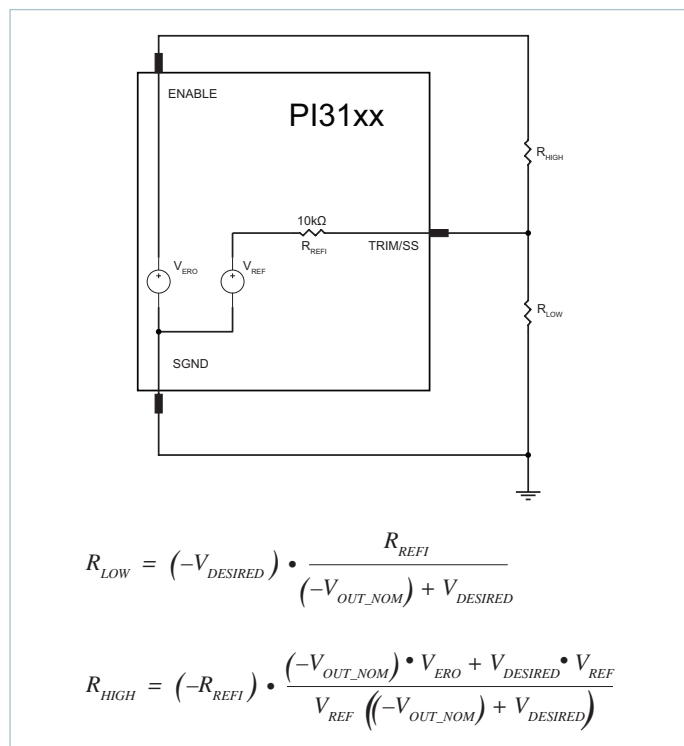 ENABLE
PI31xx
R_HIGH
10kΩ
R_REFI
TRIM/SS
V_ERO
V_REF
R_LOW
SGND
R_LOW = (–V_DESIRED) • R_REFI / ((–V_OUT_NOM) + V_DESIRED)
R_HIGH = (–R_REFI) • ((–V_OUT_NOM) • V_ERO + V_DESIRED • V_REF) / (V_REF ((–V_OUT_NOM) + V_DESIRED))